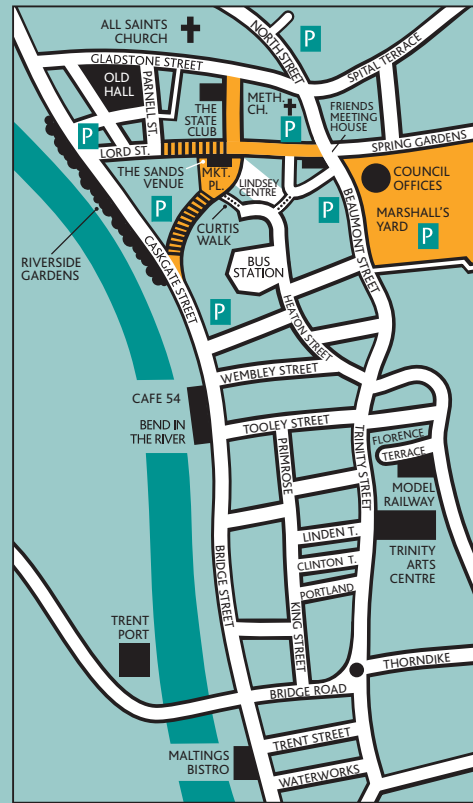 ALL SAINTS
CHURCH
P
NORTH STREET
GLADSTONE STREET
SPITAL TERRACE
OLD
HALL
PARNELL ST.
THE
STATE
CLUB
METH.
CH.
P
FRIENDS
MEETING
HOUSE
P
LORD ST.
SPRING GARDENS
THE SANDS
VENUE
MKT.
PL.
LINDSEY
CENTRE
COUNCIL
OFFICES
P
P
MARSHALL'S
YARD
P
CURTIS
WALK
BEAUMONT STREET
RIVERSIDE
GARDENS
CASKGATE STREET
BUS
STATION
P
HEATON STREET
WEMBLEY STREET
CAFE 54
BEND IN
THE RIVER
TOOLEY STREET
PRIMROSE
TRINITY STREET
FLORENCE
TERRACE
MODEL
RAILWAY
LINDEN T.
TRINITY
ARTS
CENTRE
CLINTON T.
PORTLAND
BRIDGE STREET
KING STREET
TRENT
PORT
THORNDIKE
BRIDGE ROAD
TRENT STREET
MALTINGS
BISTRO
WATERWORKS